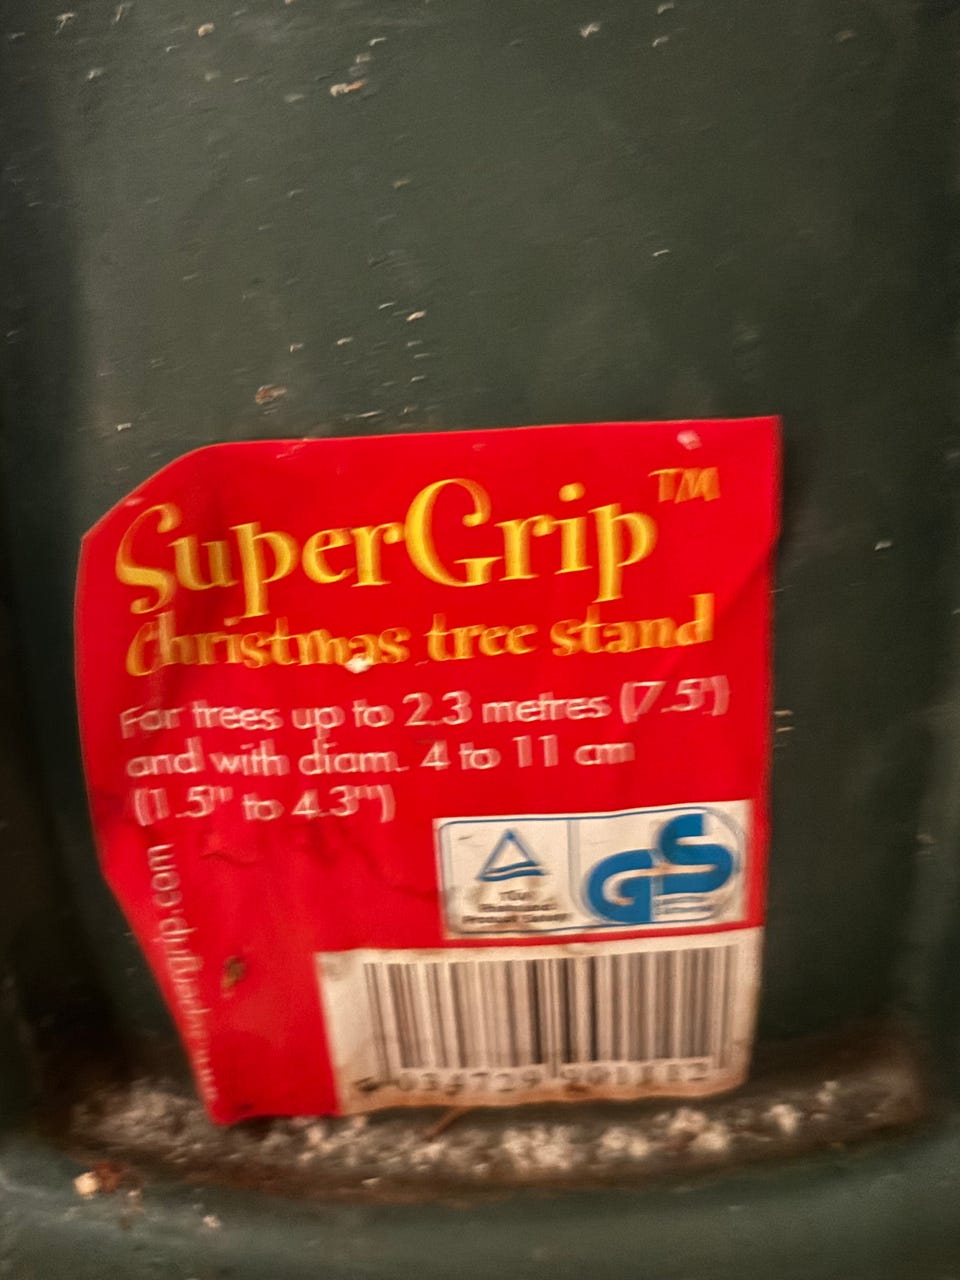 SuperGrip™
Christmas tree stand
For trees up to 2.3 metres (7.5')
and with diam. 4 to 11 cm
(1.5" to 4.3")
GS